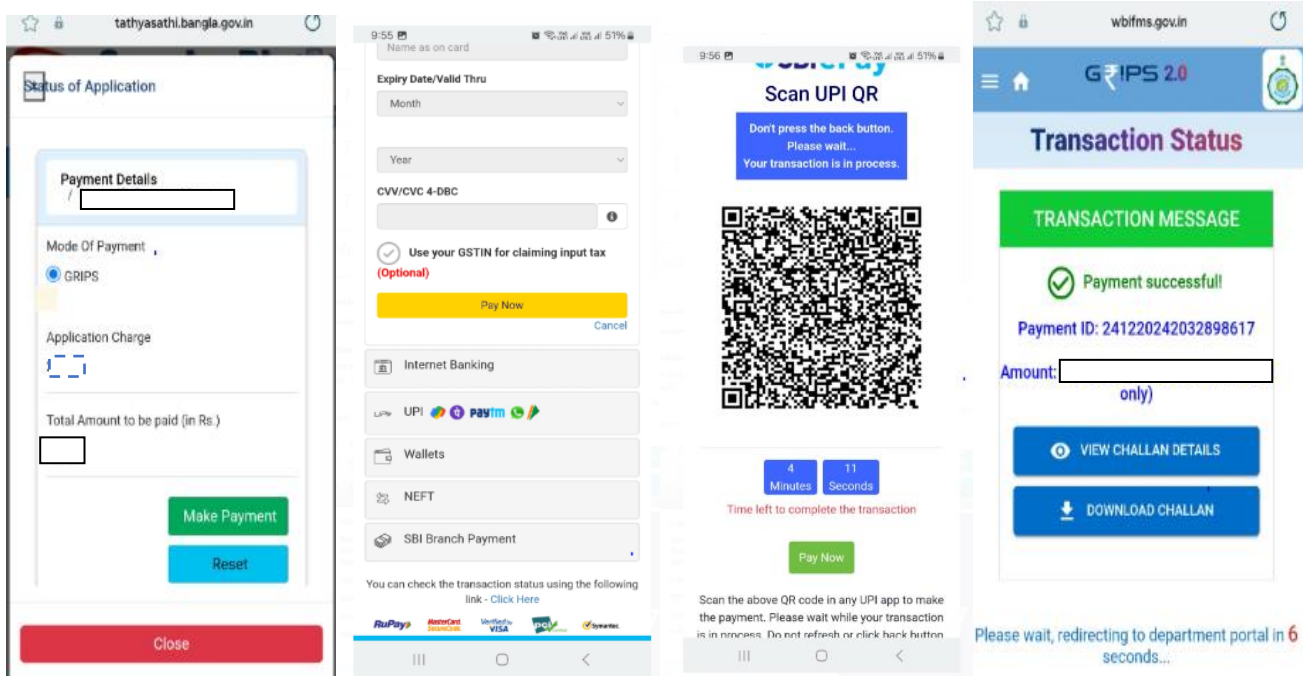 tathyasathi.bangla.gov.in
Status of Application
Payment Details
/
Mode Of Payment
GRIPS
Application Charge
Total Amount to be paid (in Rs.)
Make Payment
Reset
Close
9:55
51%
Name as on card
Expiry Date/Valid Thru
Month
Year
CVV/CVC 4-DBC
Use your GSTIN for claiming input tax
(Optional)
Pay Now
Cancel
Internet Banking
UPI Paytm
Wallets
NEFT
SBI Branch Payment
You can check the transaction status using the following
link - Click Here
RuPay MasterCard SecureCode Verified by VISA pci Symantec
9:56
51%
Scan UPI QR
Don't press the back button.
Please wait...
Your transaction is in process.
4 Minutes
11 Seconds
Time left to complete the transaction
Pay Now
Scan the above QR code in any UPI app to make
the payment. Please wait while your transaction
is in process. Do not refresh or click back button
wbifms.gov.in
G₹IPS 2.0
Transaction Status
TRANSACTION MESSAGE
Payment successful!
Payment ID: 241220242032898617
Amount:
only)
VIEW CHALLAN DETAILS
DOWNLOAD CHALLAN
Please wait, redirecting to department portal in 6
seconds...